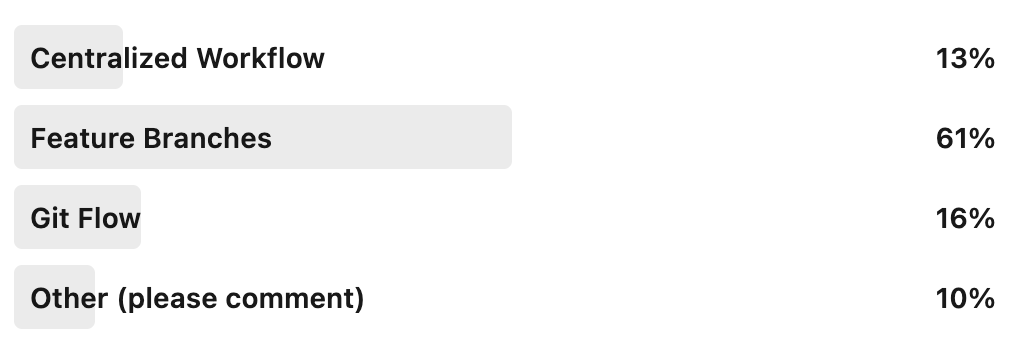 Centralized Workflow 13%
Feature Branches 61%
Git Flow 16%
Other (please comment) 10%